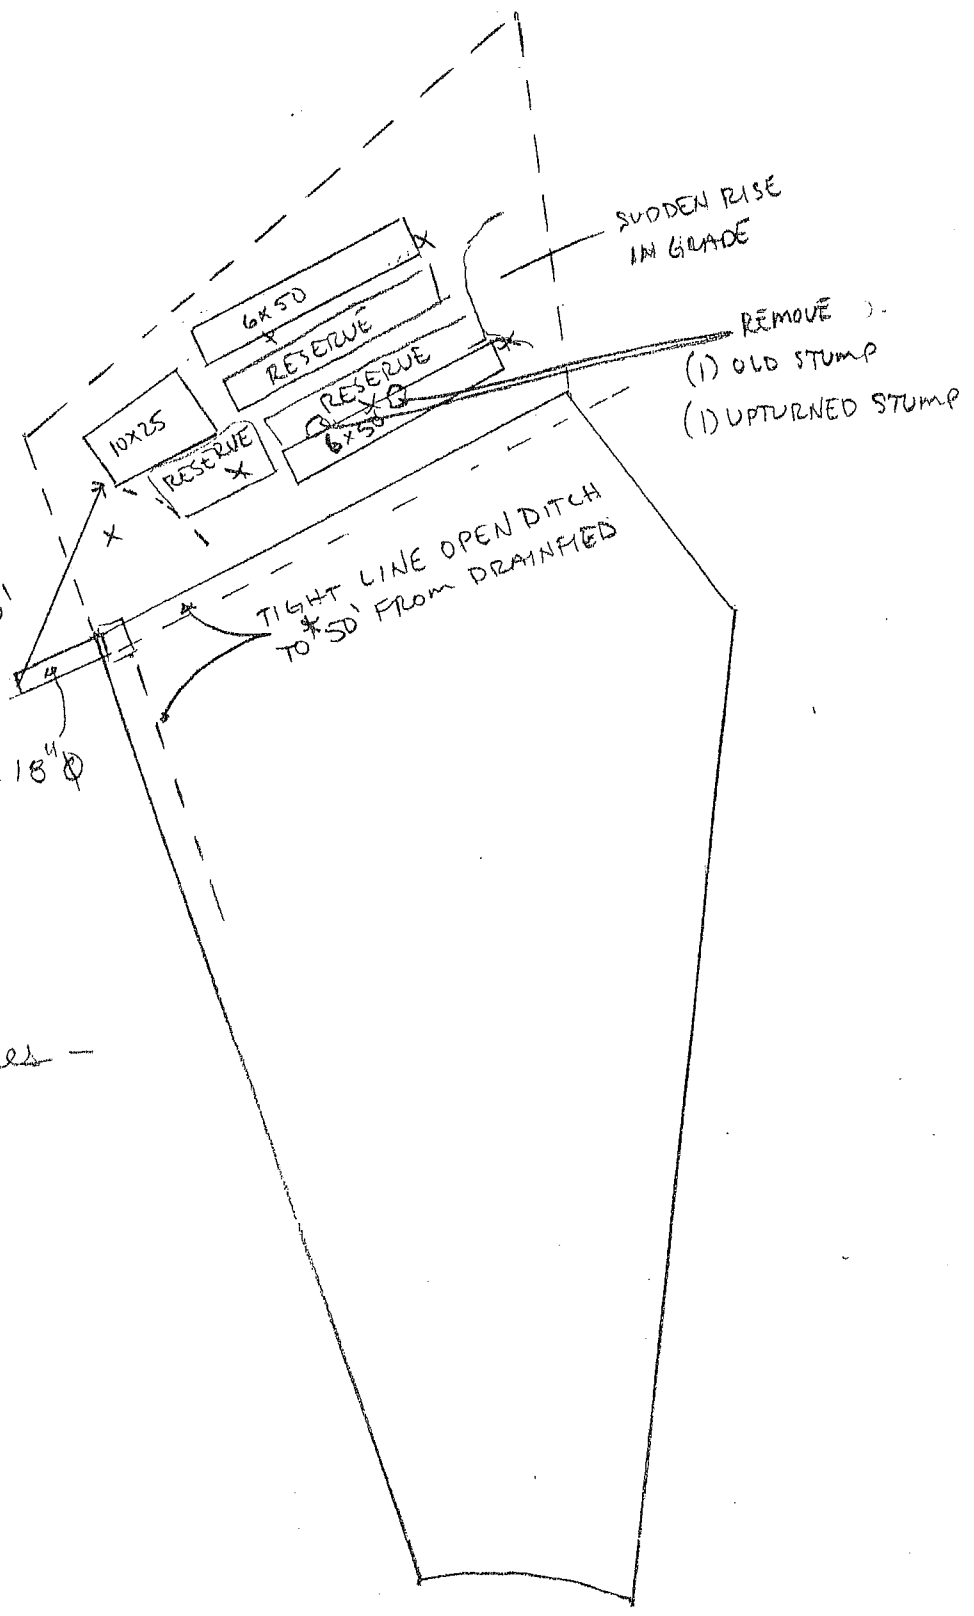 SUDDEN RISE
IN GRADE
6x50
RESERVE
RESERVE
6x50
10x25
RESERVE
REMOVE
(1) OLD STUMP
(1) UPTURNED STUMP
TIGHT LINE OPEN DITCH
TO 50' FROM DRAINFIED
18"Ø